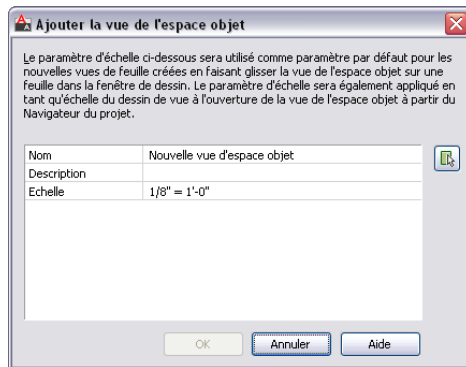 Ajouter la vue de l'espace objet
Le paramètre d'échelle ci-dessous sera utilisé comme paramètre par défaut pour les
nouvelles vues de feuille créées en faisant glisser la vue de l'espace objet sur une
feuille dans la fenêtre de dessin. Le paramètre d'échelle sera également appliqué en
tant qu'échelle du dessin de vue à l'ouverture de la vue de l'espace objet à partir du
Navigateur du projet.
Nom Nouvelle vue d'espace objet
Description
Echelle 1/8" = 1'-0"
OK Annuler Aide